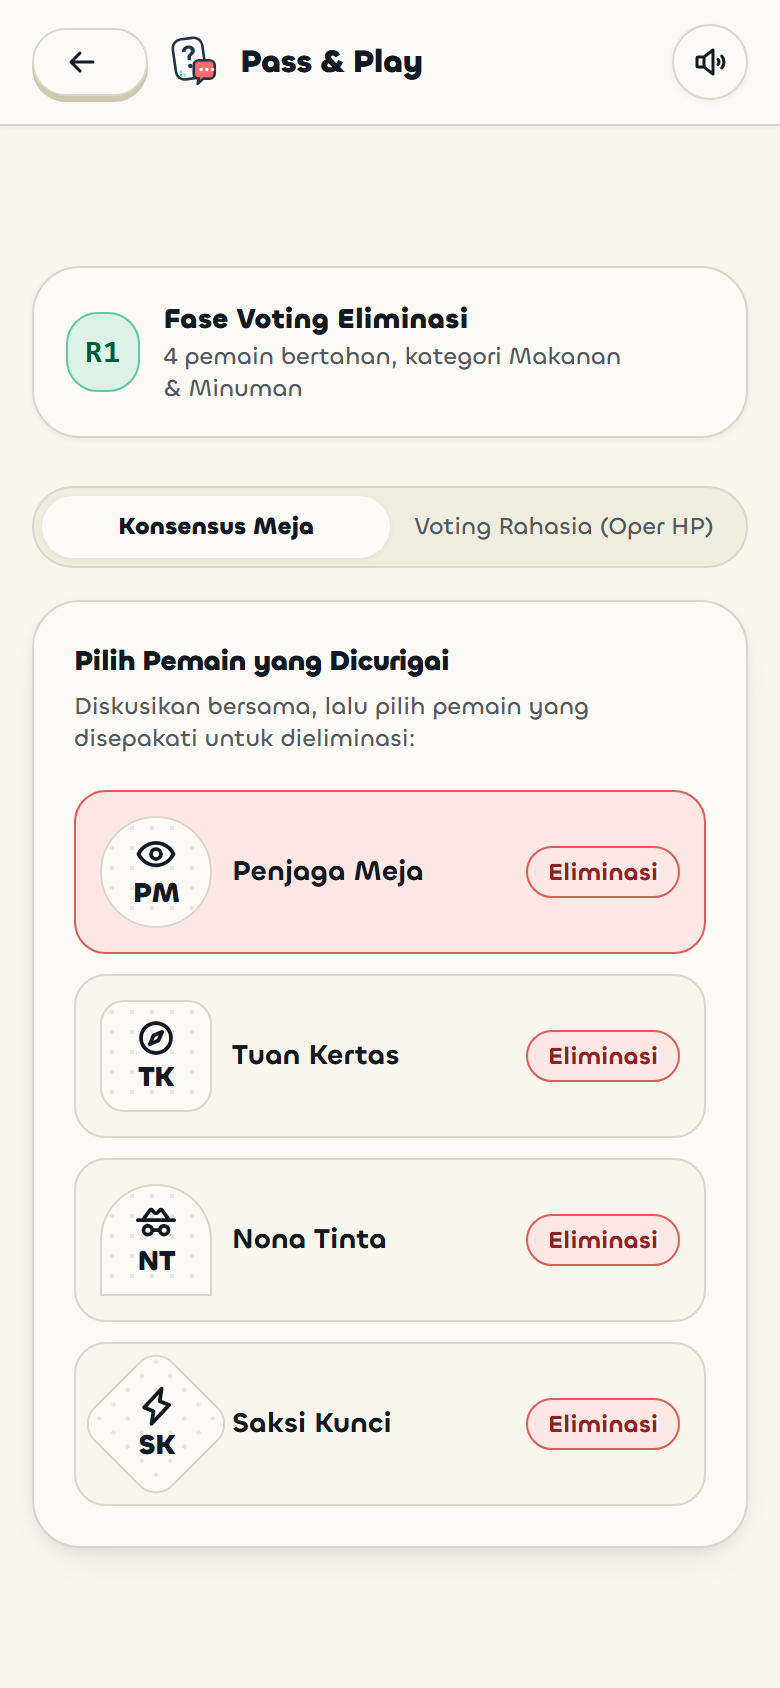 Pass & Play
R1
Fase Voting Eliminasi
4 pemain bertahan, kategori Makanan
& Minuman
Konsensus Meja
Voting Rahasia (Oper HP)
Pilih Pemain yang Dicurigai
Diskusikan bersama, lalu pilih pemain yang
disepakati untuk dieliminasi:
PM
Penjaga Meja
Eliminasi
TK
Tuan Kertas
Eliminasi
NT
Nona Tinta
Eliminasi
SK
Saksi Kunci
Eliminasi